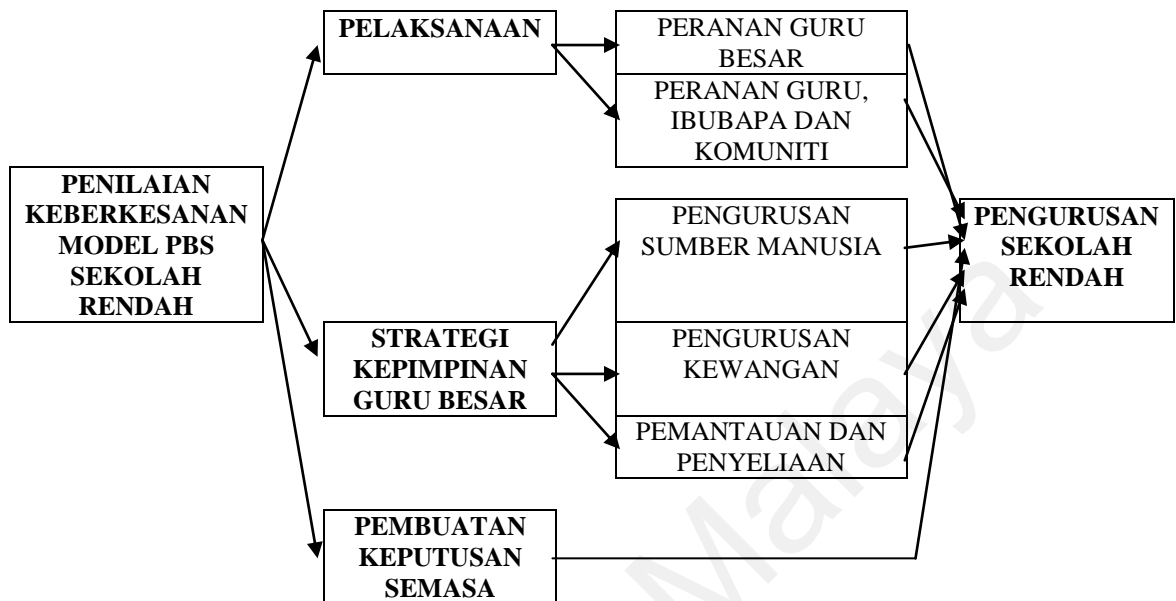 PELAKSANAAN
PERANAN GURU
BESAR
PERANAN GURU,
IBUBAPA DAN
KOMUNITI
PENILAIAN
KEBERKESANAN
MODEL PBS
SEKOLAH
RENDAH
PENGURUSAN
SUMBER MANUSIA
PENGURUSAN
SEKOLAH
RENDAH
STRATEGI
KEPIMPINAN
GURU BESAR
PENGURUSAN
KEWANGAN
PEMANTAUAN DAN
PENYELIAAN
PEMBUATAN
KEPUTUSAN
SEMASA
Malaya